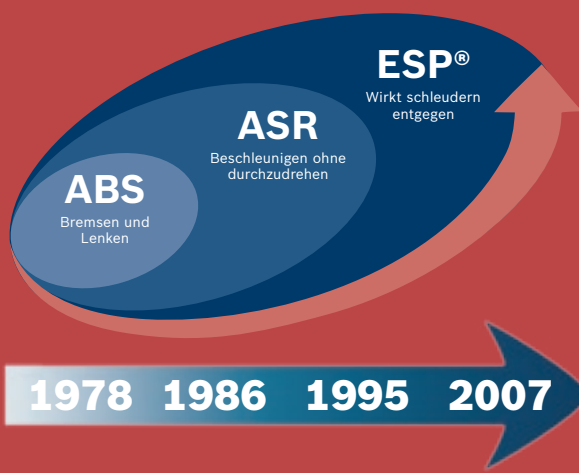 ESP®
Wirkt schleudern
entgegen
ASR
Beschleunigen ohne
durchzudrehen
ABS
Bremsen und
Lenken
1978 1986 1995 2007